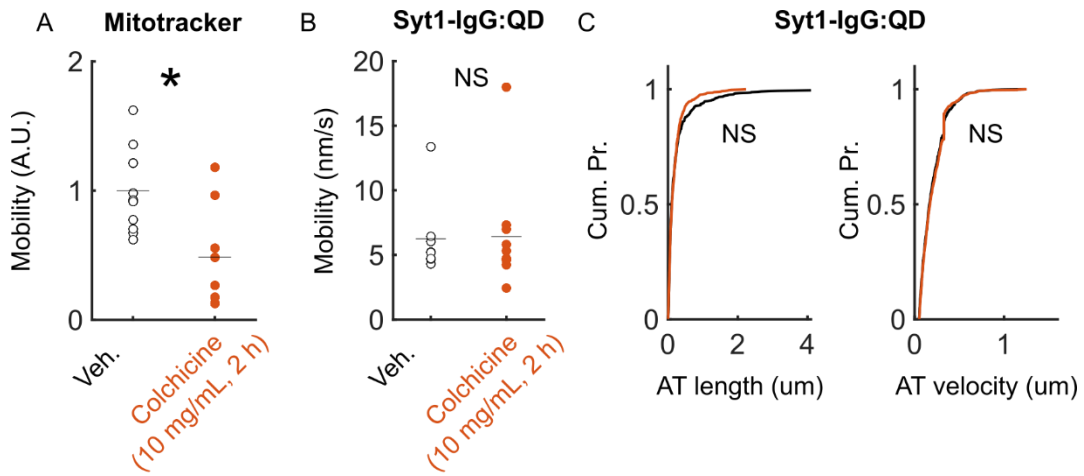 A
Mitotracker
Mobility (A.U.)
2
1
0
*
Veh.
Colchicine
(10 mg/mL, 2 h)
B
Syt1-IgG:QD
Mobility (nm/s)
20
15
10
5
0
NS
Veh.
Colchicine
(10 mg/mL, 2 h)
C
Syt1-IgG:QD
Cum. Pr.
1
0.5
0
NS
0 2 4
AT length (um)
Cum. Pr.
1
0.5
0
NS
0 1
AT velocity (um)